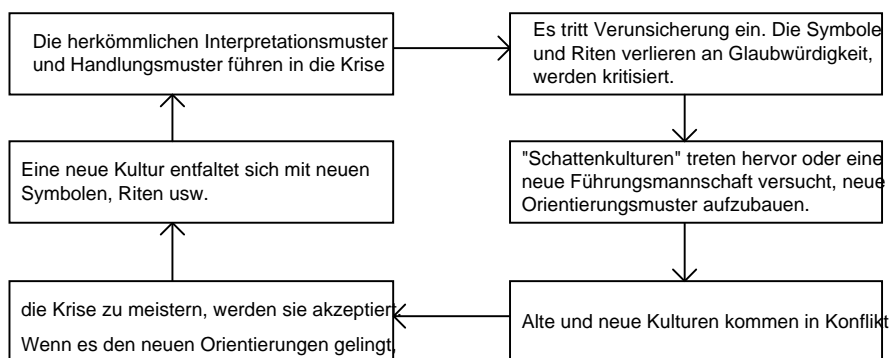 Die herkömmlichen Interpretationsmuster
und Handlungsmuster führen in die Krise
Es tritt Verunsicherung ein. Die Symbole
und Riten verlieren an Glaubwürdigkeit,
werden kritisiert.
"Schattenkulturen" treten hervor oder eine
neue Führungsmannschaft versucht, neue
Orientierungsmuster aufzubauen.
Alte und neue Kulturen kommen in Konflikt
die Krise zu meistern, werden sie akzeptiert.
Wenn es den neuen Orientierungen gelingt,
Eine neue Kultur entfaltet sich mit neuen
Symbolen, Riten usw.